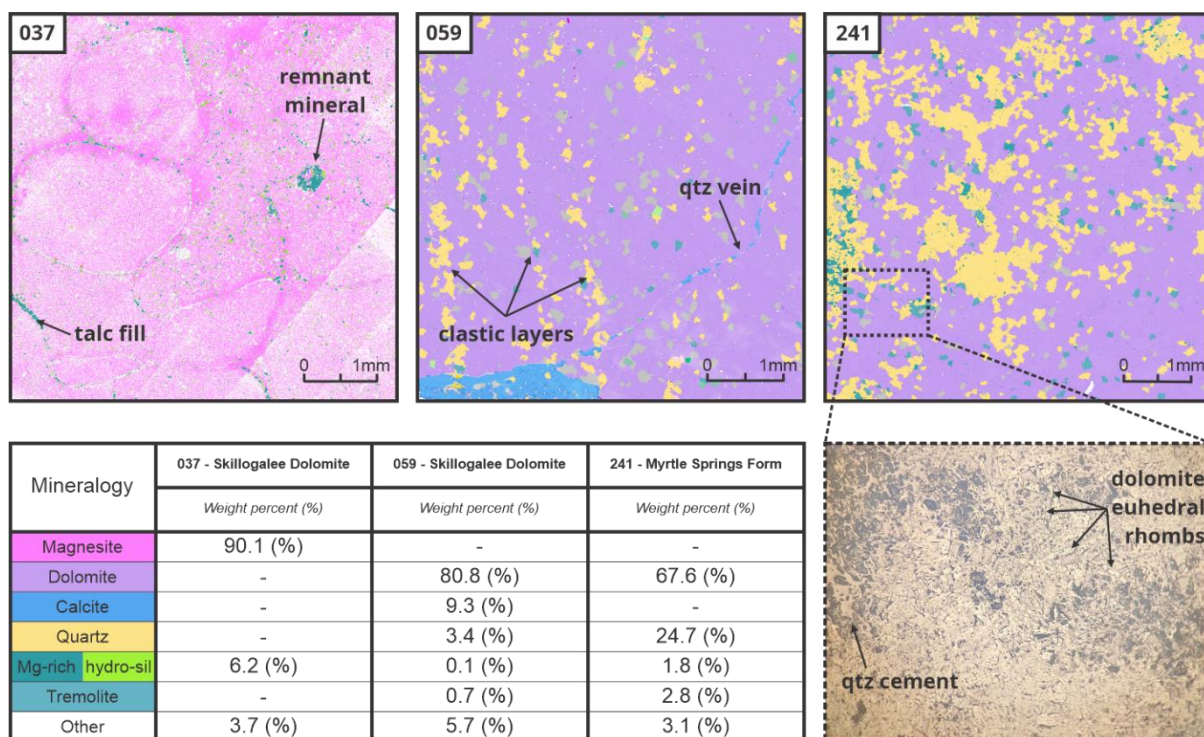 037
remnant
mineral
talc fill
0 1mm
059
qtz vein
clastic layers
0 1mm
241
0 1mm
Mineralogy 037 - Skillogalee Dolomite 059 - Skillogalee Dolomite 241 - Myrtle Springs Form
Weight percent (%) Weight percent (%) Weight percent (%)
Magnesite 90.1 (%) - -
Dolomite - 80.8 (%) 67.6 (%)
Calcite - 9.3 (%) -
Quartz - 3.4 (%) 24.7 (%)
Mg-rich hydro-sil 6.2 (%) 0.1 (%) 1.8 (%)
Tremolite - 0.7 (%) 2.8 (%)
Other 3.7 (%) 5.7 (%) 3.1 (%)
dolomite
euhedral
rhombs
qtz cement